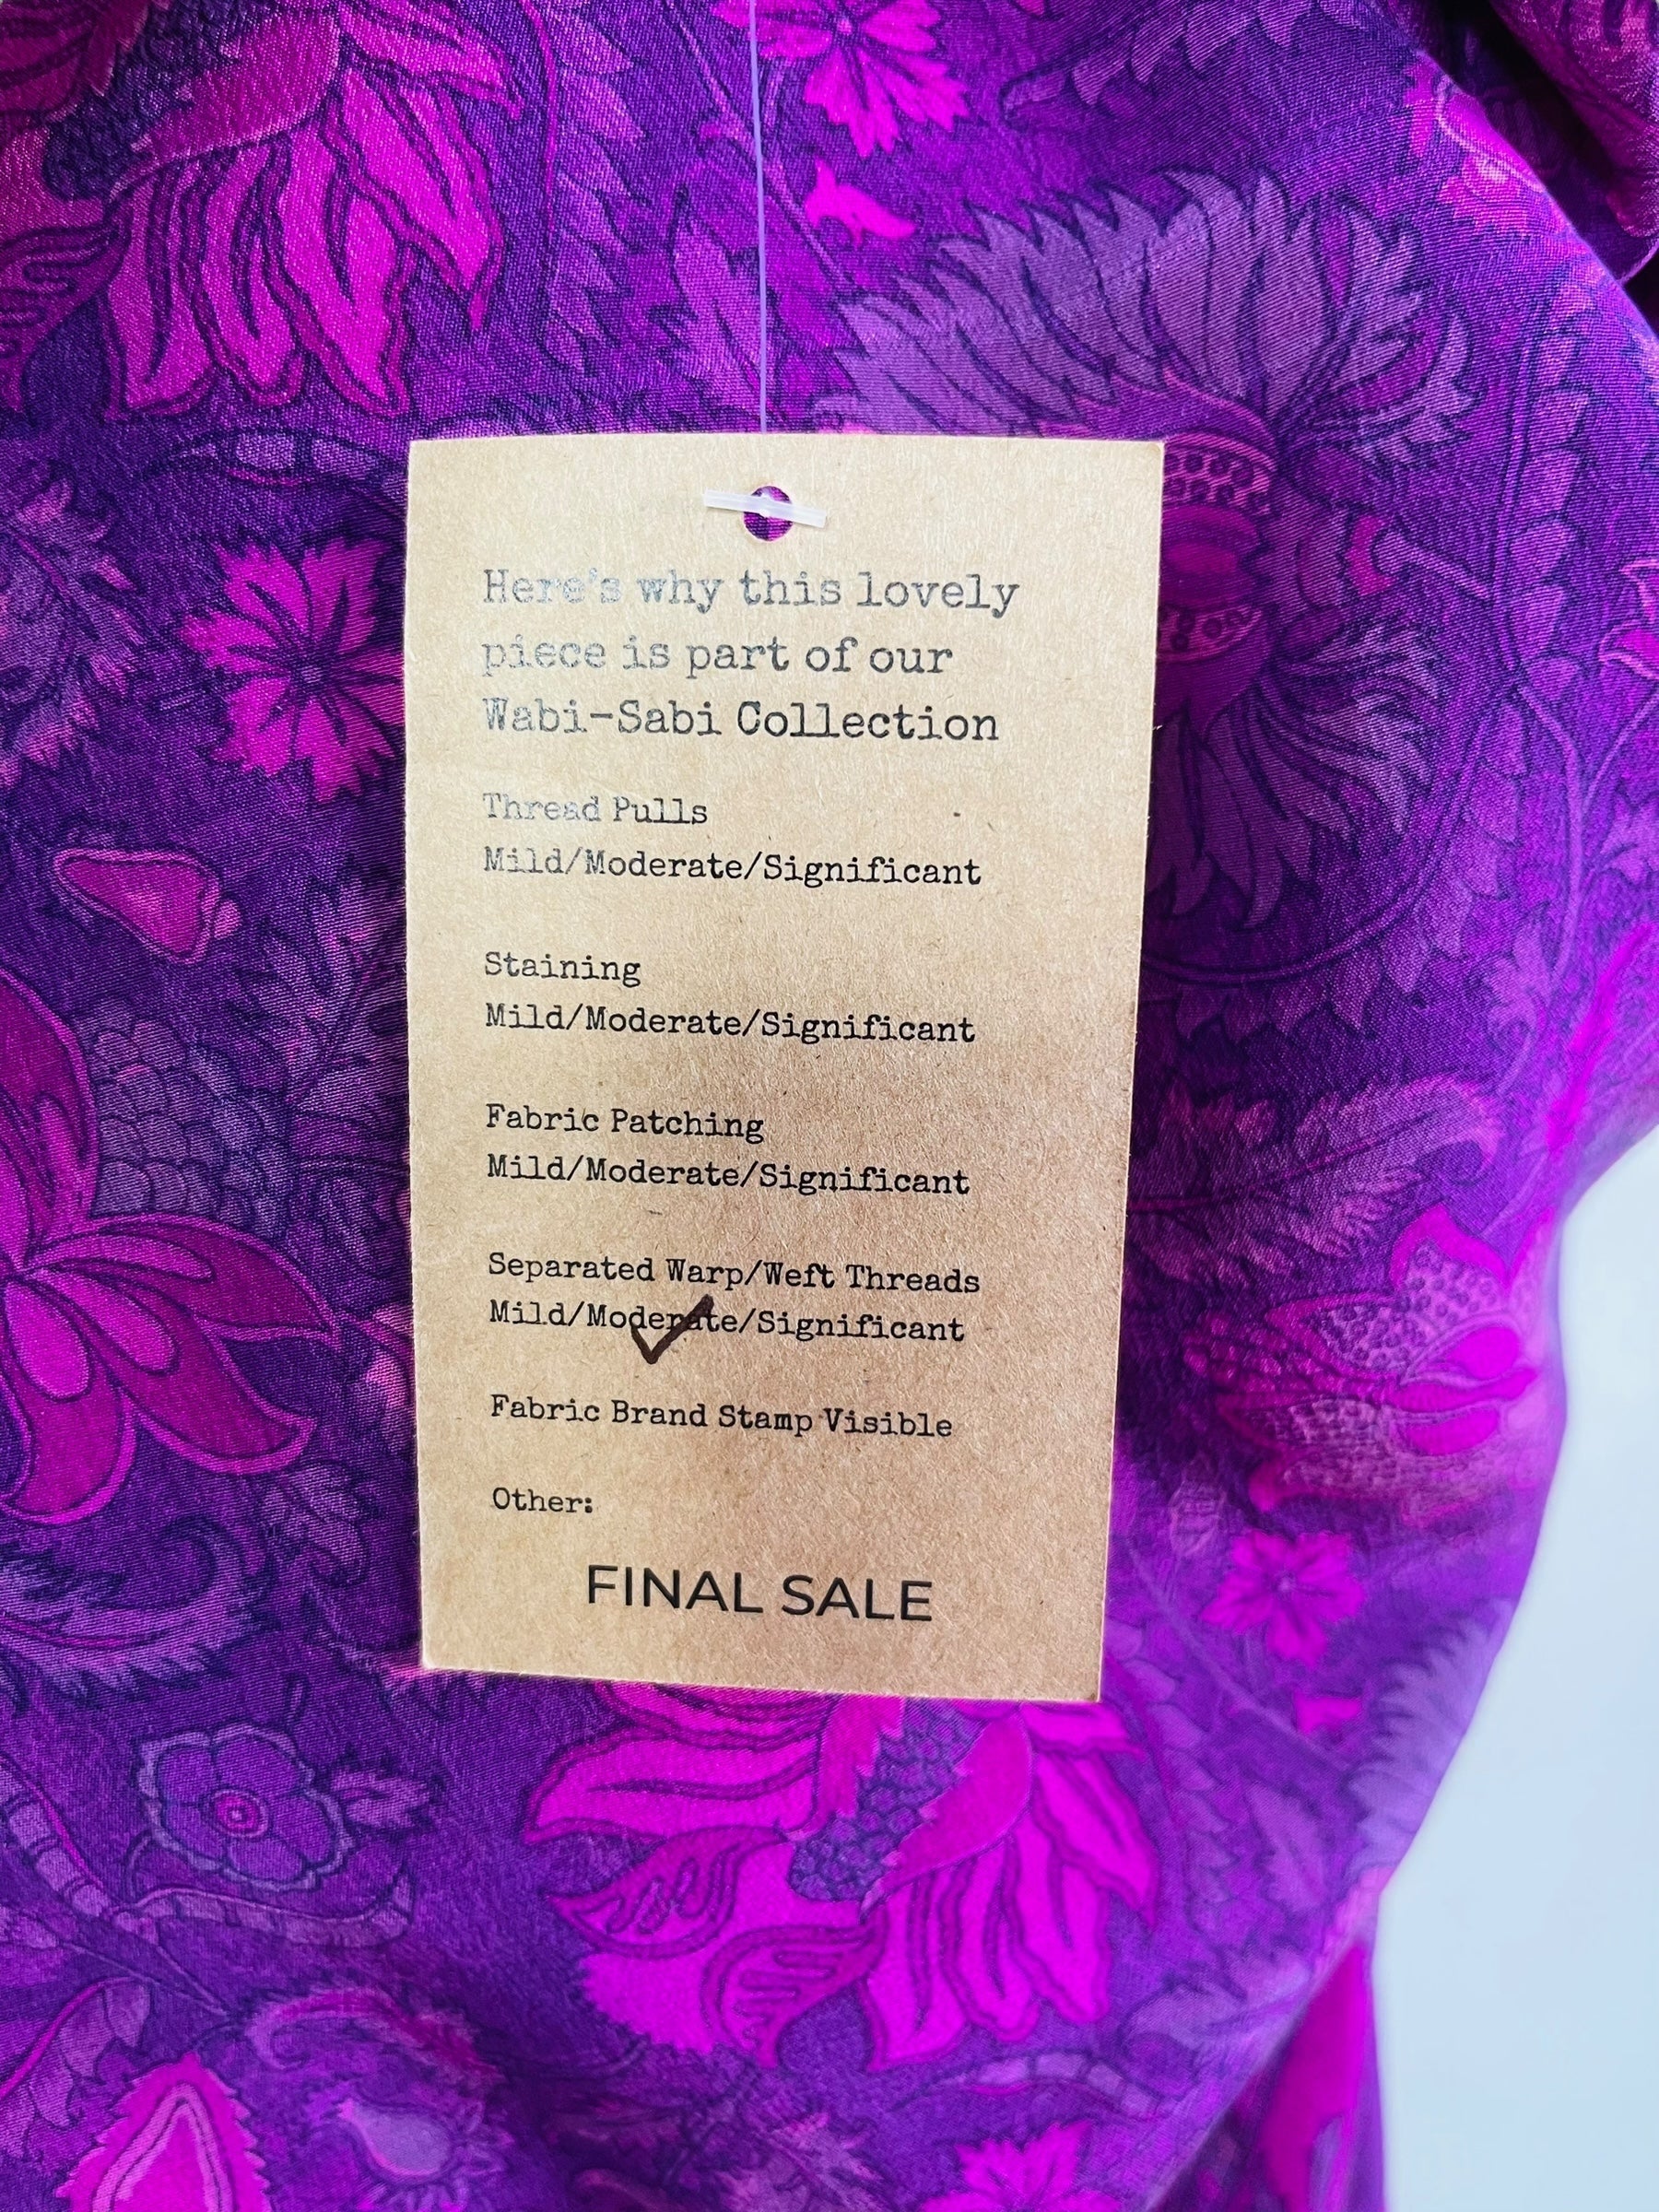 Here's why this lovely
piece is part of our
Wabi-Sabi Collection
Thread Pulls
Mild/Moderate/Significant
Staining
Mild/Moderate/Significant
Fabric Patching
Mild/Moderate/Significant
Separated Warp/Weft Threads
Mild/Moderate/Significant
Fabric Brand Stamp Visible
Other:
FINAL SALE